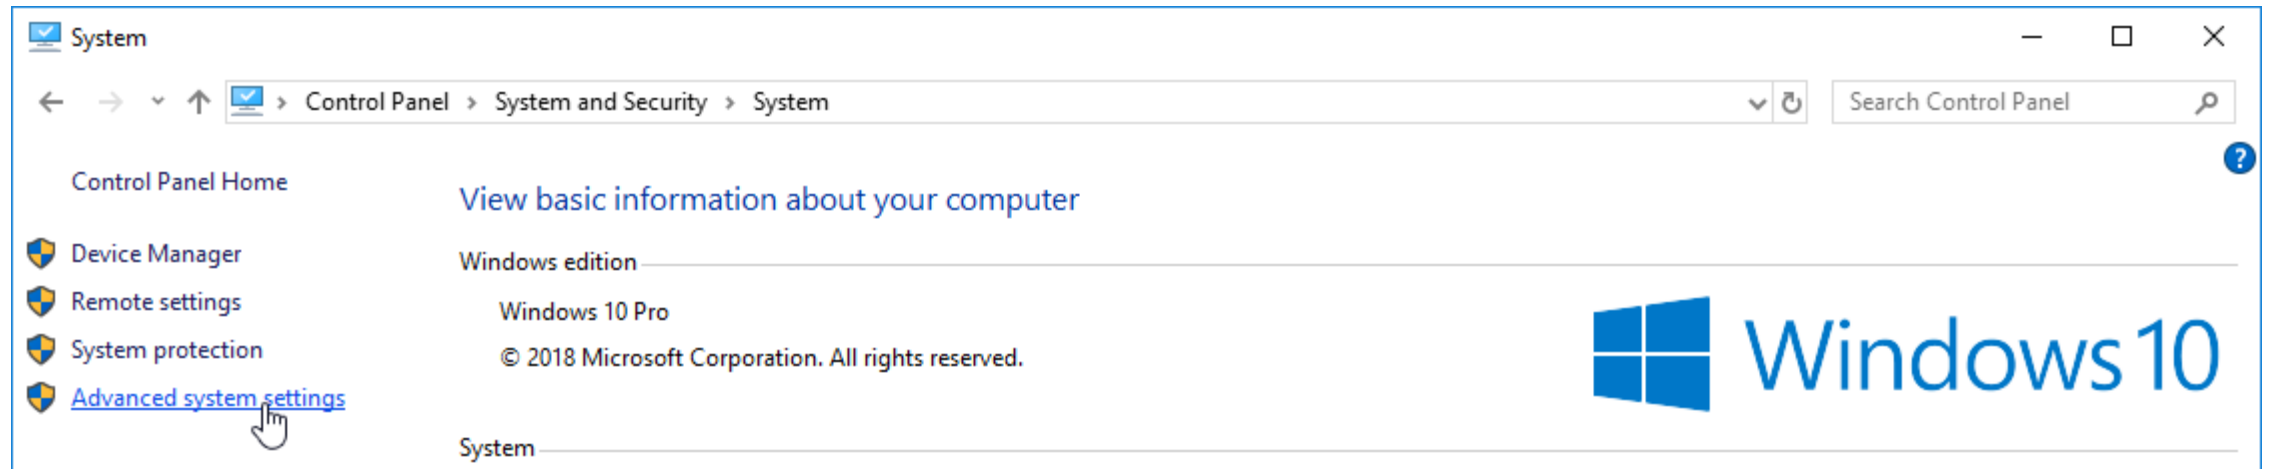 System
Control Panel > System and Security > System
Search Control Panel
?
Control Panel Home
View basic information about your computer
Device Manager
Windows edition
Remote settings
Windows 10 Pro
System protection
© 2018 Microsoft Corporation. All rights reserved.
Windows 10
Advanced system settings
System